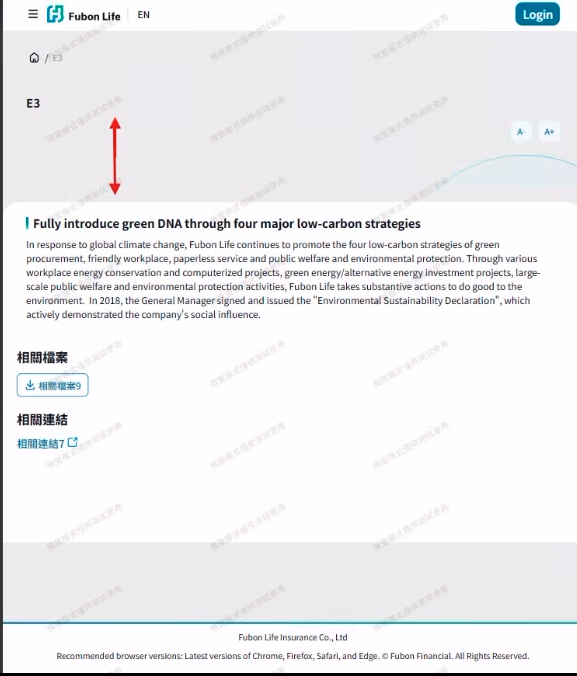 Fubon Life EN Login
/ E3
E3
A- A+
Fully introduce green DNA through four major low-carbon strategies
In response to global climate change, Fubon Life continues to promote the four low-carbon strategies of green
procurement, friendly workplace, paperless service and public welfare and environmental protection. Through various
workplace energy conservation and computerized projects, green energy/alternative energy investment projects, large-
scale public welfare and environmental protection activities, Fubon Life takes substantive actions to do good to the
environment. In 2018, the General Manager signed and issued the "Environmental Sustainability Declaration", which
actively demonstrated the company's social influence.
相關檔案
相關檔案9
相關連結
相關連結7
Fubon Life Insurance Co., Ltd
Recommended browser versions: Latest versions of Chrome, Firefox, Safari, and Edge. © Fubon Financial. All Rights Reserved.